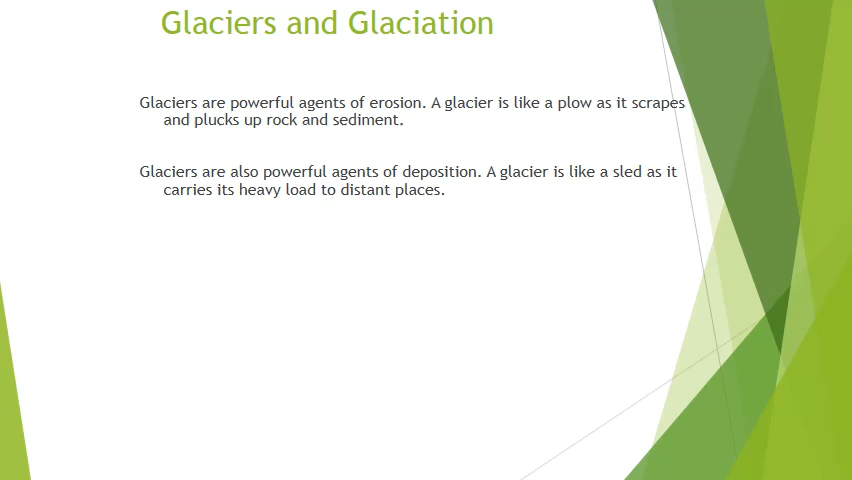 Glaciers and Glaciation
Glaciers are powerful agents of erosion. A glacier is like a plow as it scrapes
and plucks up rock and sediment.
Glaciers are also powerful agents of deposition. A glacier is like a sled as it
carries its heavy load to distant places.